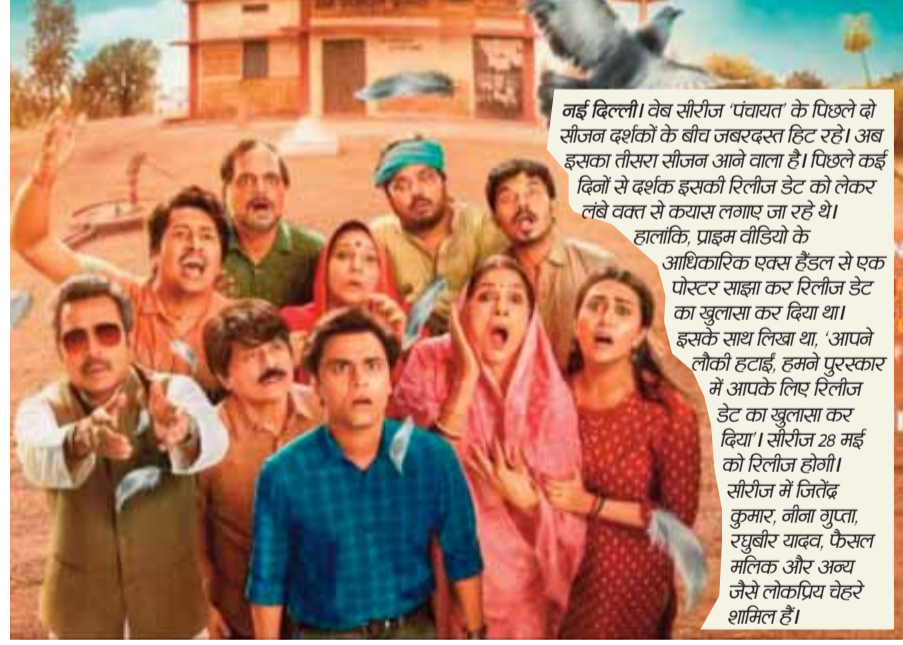 नई दिल्ली। वेब सीरीज 'पंचायत' के पिछले दो
सीजन दर्शकों के बीच जबरदस्त हिट रहे। अब
इसका तीसरा सीजन आने वाला है। पिछले कई
दिनों से दर्शक इसकी रिलीज डेट को लेकर
लंबे वक्त से कयास लगाए जा रहे थे।
हालांकि, प्राइम वीडियो के
आधिकारिक एक्स हैंडल से एक
पोस्टर साझा कर रिलीज डेट
का खुलासा कर दिया था।
इसके साथ लिखा था, 'आपने
लौकी हटाई, हमने पुरस्कार
में आपके लिए रिलीज
डेट का खुलासा कर
दिया'। सीरीज 28 मई
को रिलीज होगी।
सीरीज में जितेंद्र
कुमार, नीना गुप्ता,
रघुबीर यादव, फैसल
मलिक और अन्य
जैसे लोकप्रिय चेहरे
शामिल हैं।